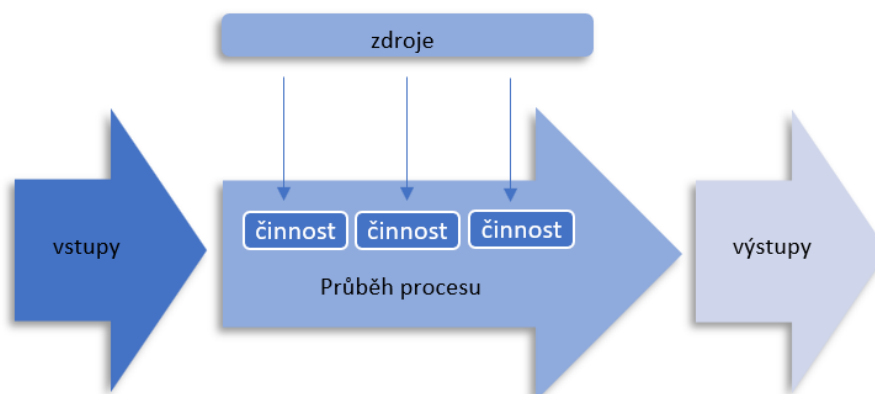 zdroje
vstupy
činnost
činnost
činnost
Průběh procesu
výstupy